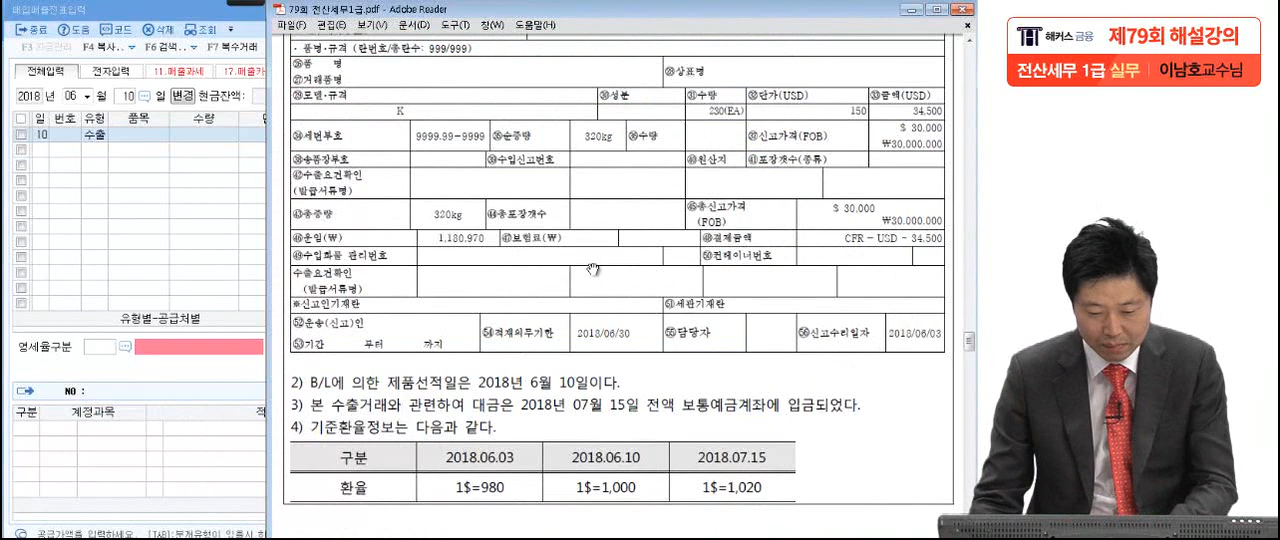 매입매출전표입력
종료 도움 코드 삭제 조회
F3 자금관리 F4 복사.. F6 검색.. F7 복수거래
전체입력 전자입력 11.매출과세 17.매출카
2018 년 06 월 10 일 변경 현금잔액:
일 번호 유형 품목 수량
10 수출
유형별-공급처별
영세율구분
NO :
구분 계정과목 적
공급가액을 입력하세요. [TAB]:분개유형이 있을시
79회 전산세무1급.pdf - Adobe Reader
파일(F) 편집(E) 보기(V) 문서(D) 도구(T) 창(W) 도움말(H)
· 품명·규격 (란번호/총란수: 999/999)
㉖품 명
㉗거래품명
㉘상표명
㉙모델·규격 ㉚성분 ㉛수량 ㉜단가(USD) ㉝금액(USD)
K 230(EA) 150 34.500
㉞세번부호 9999.99-9999 ㉟순중량 320kg ㊱수량 ㊲신고가격(FOB) $ 30.000
₩30.000.000
㊳송품장부호 ㊴수입신고번호 ㊵원산지 ㊶포장갯수(종류)
㊷수출요건확인
(발급서류명)
㊸총중량 320kg ㊹총포장갯수 ㊺총신고가격
(FOB) $ 30.000
₩30.000.000
㊻운임(₩) 1,180,970 ㊼보험료(₩) ㊽결제금액 CFR - USD - 34.500
㊾수입화물 관리번호 ㊿컨테이너번호
수출요건확인
(발급서류명)
※신고인기재란 세관기재란
운송(신고)인
기간 부터 까지
적재의무기한 2018/06/30 담당자 신고수리일자 2018/06/03
2) B/L에 의한 제품선적일은 2018년 6월 10일이다.
3) 본 수출거래와 관련하여 대금은 2018년 07월 15일 전액 보통예금계좌에 입금되었다.
4) 기준환율정보는 다음과 같다.
구분 2018.06.03 2018.06.10 2018.07.15
환율 1$=980 1$=1,000 1$=1,020
해커스 금융 제79회 해설강의
전산세무 1급 실무 이남호교수님